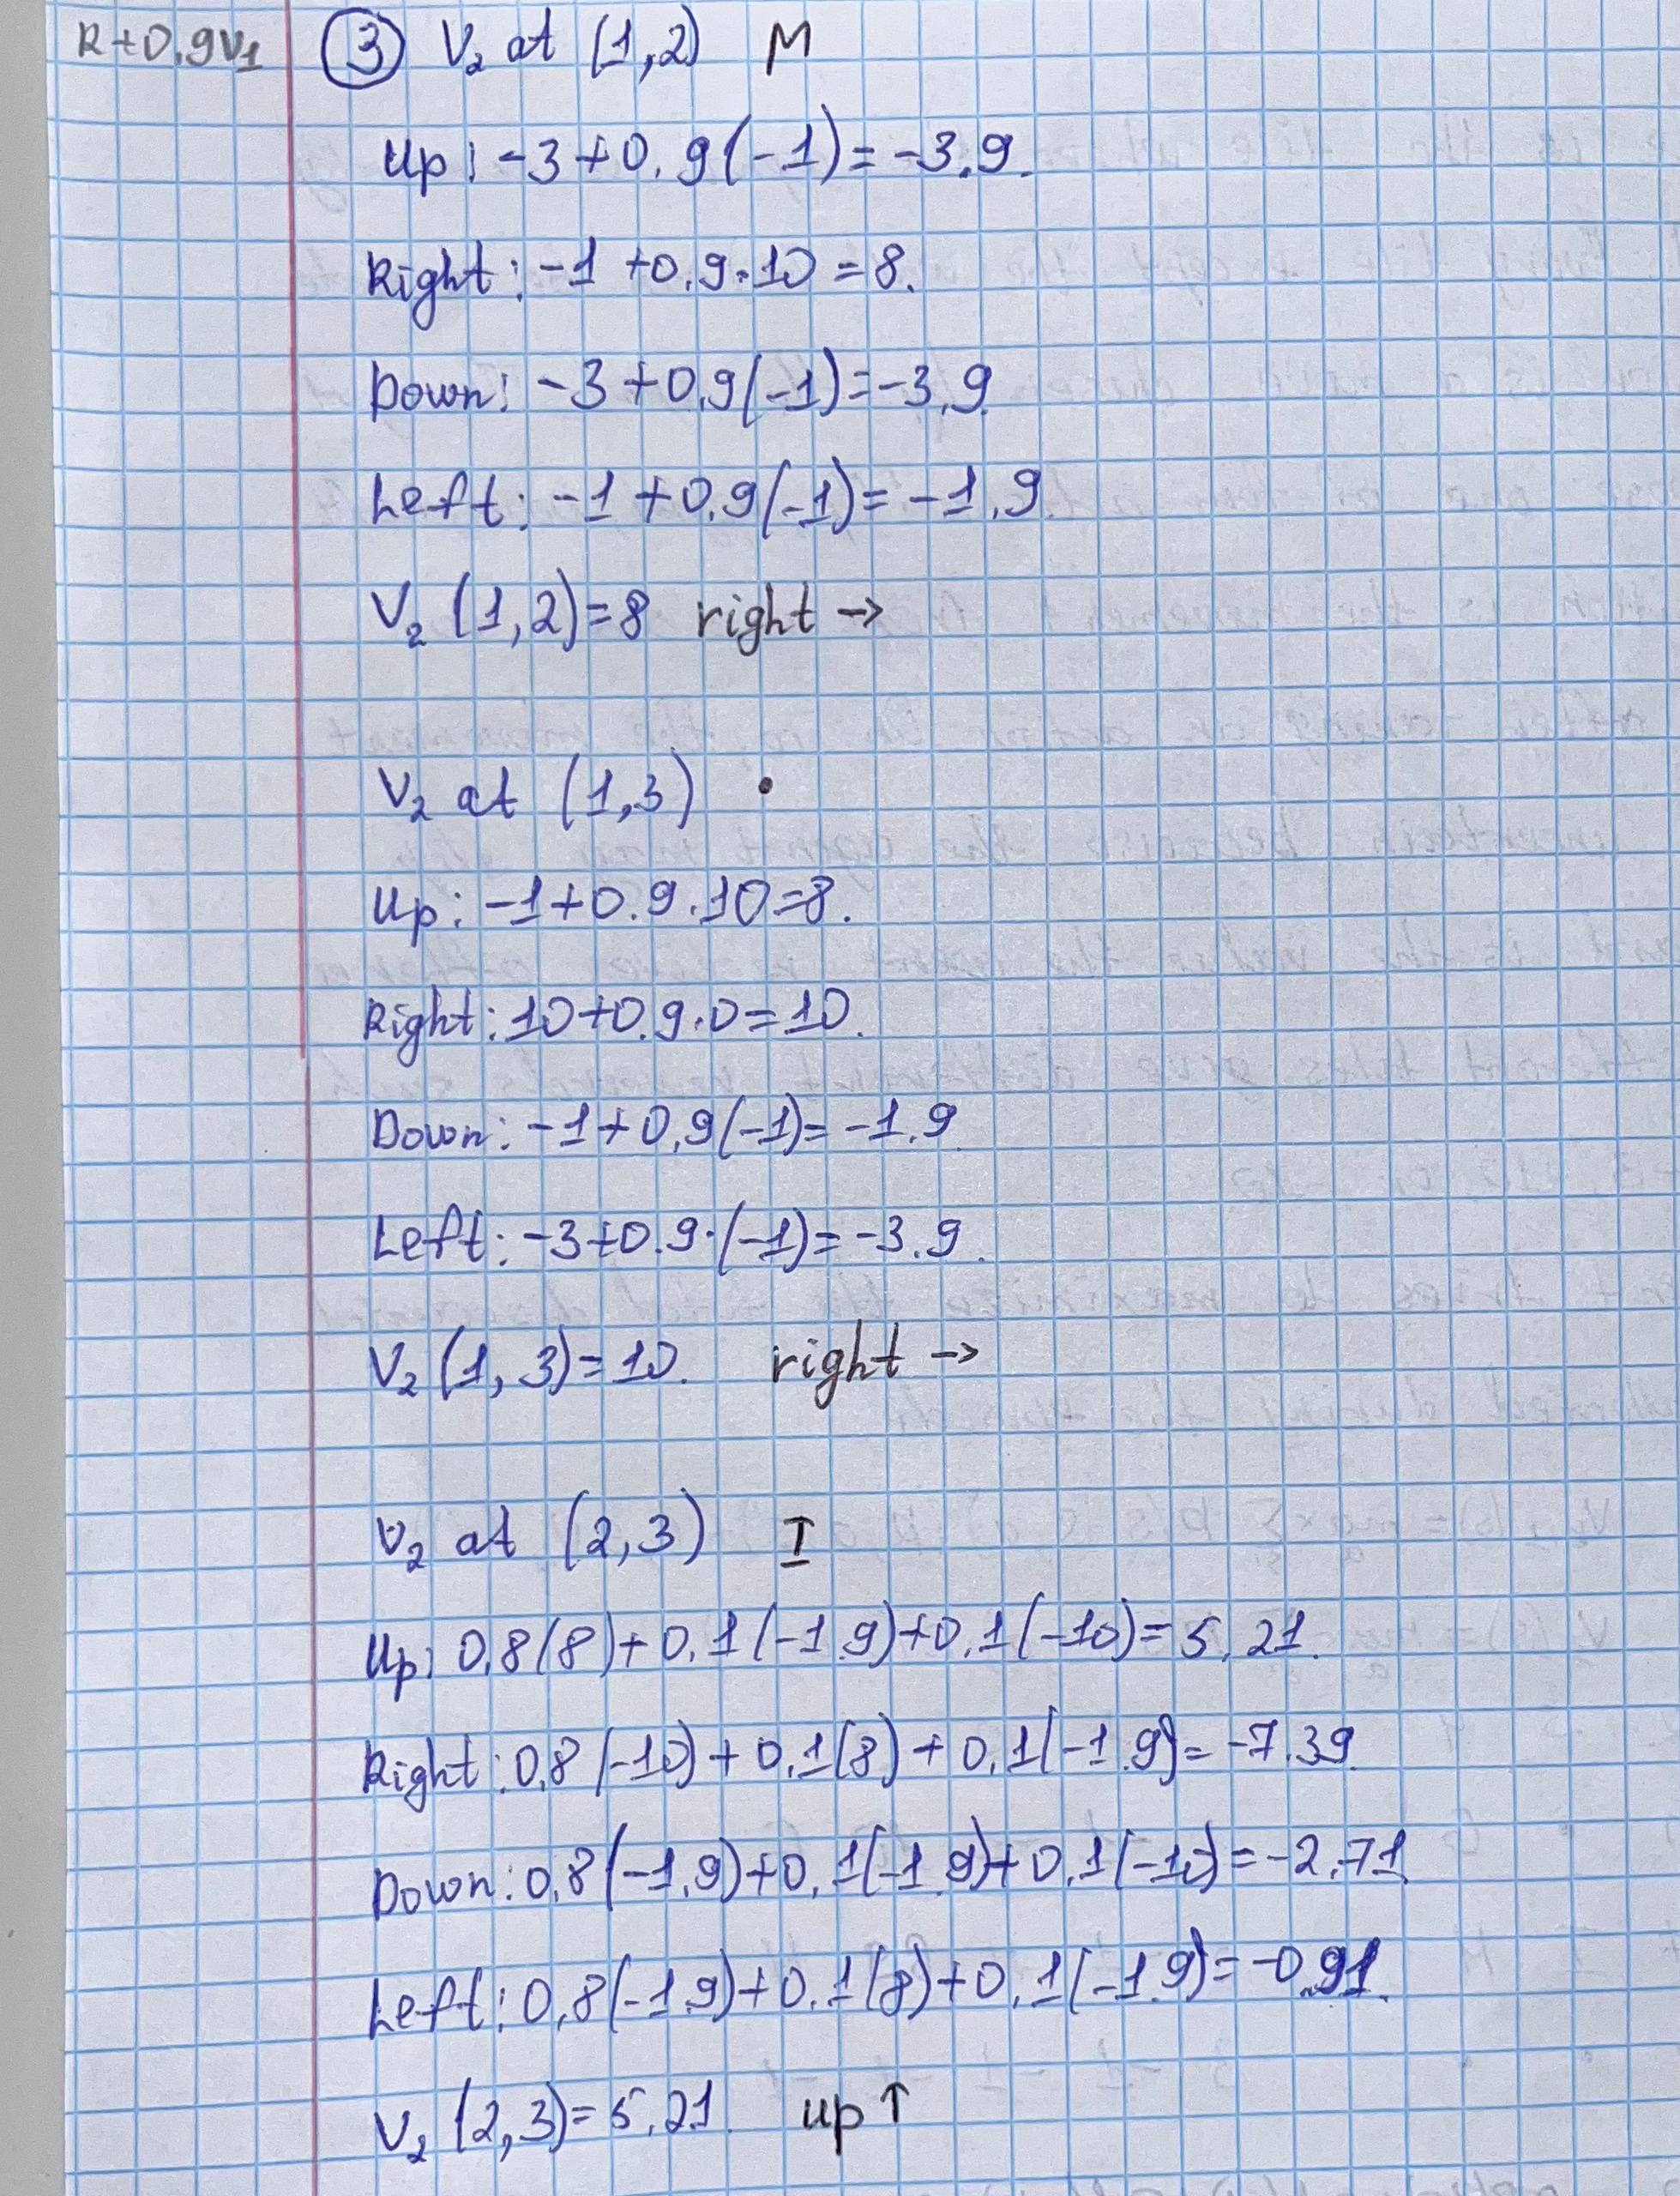 R+0.9V₁ ③ V₂ at (1,2) M
Up: -3+0.9(-1)=-3.9.
Right: -1+0.9·10=8.
Down: -3+0.9(-1)=-3.9.
Left: -1+0.9(-1)=-1.9.
V₂ (1,2)=8 right →
V₂ at (1,3) •
Up: -1+0.9·10=8.
Right: 10+0.9·0=10.
Down: -1+0.9(-1)=-1.9.
Left: -3+0.9·(-1)=-3.9.
V₂ (1,3)=10. right →
V₂ at (2,3) I
Up: 0.8(8)+0.1(-1.9)+0.1(-10)=5.21.
Right: 0.8(-10)+0.1(8)+0.1(-1.9)=-7.39.
Down: 0.8(-1.9)+0.1(-1.9)+0.1(-10)=-2.71
Left: 0.8(-1.9)+0.1(8)+0.1(-1.9)=-0.91.
V₂ (2,3)=5.21 up ↑